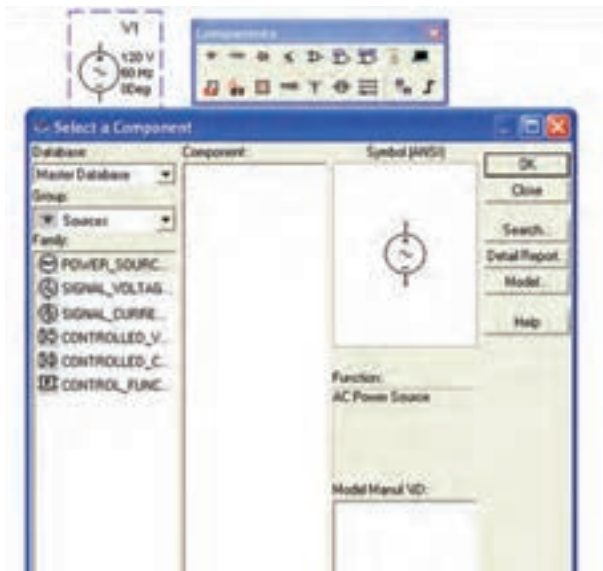 V1
120 V
60 Hz
0Deg
Components
Select a Component
Database:
Master Database
Group:
Sources
Family:
POWER_SOURC...
SIGNAL_VOLTAG...
SIGNAL_CURRE...
CONTROLLED_V...
CONTROLLED_C...
CONTROL_FUNC...
Component:
Symbol (ANSI)
Function:
AC Power Source
Model Manuf.\ID:
OK
Close
Search...
Detail Report...
Model...
Help